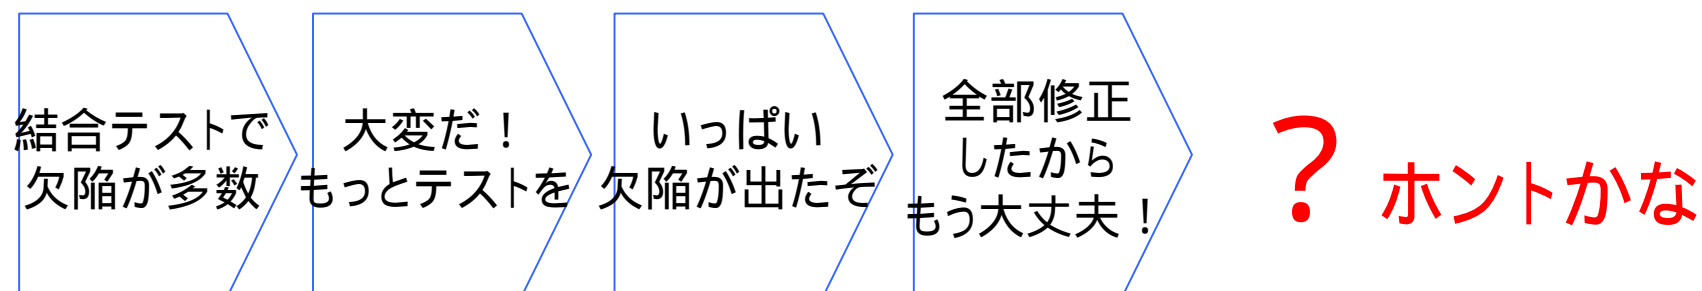 結合テストで
欠陥が多数
大変だ！
もっとテストを
いっぱい
欠陥が出たぞ
全部修正
したから
もう大丈夫！
？ホントかな